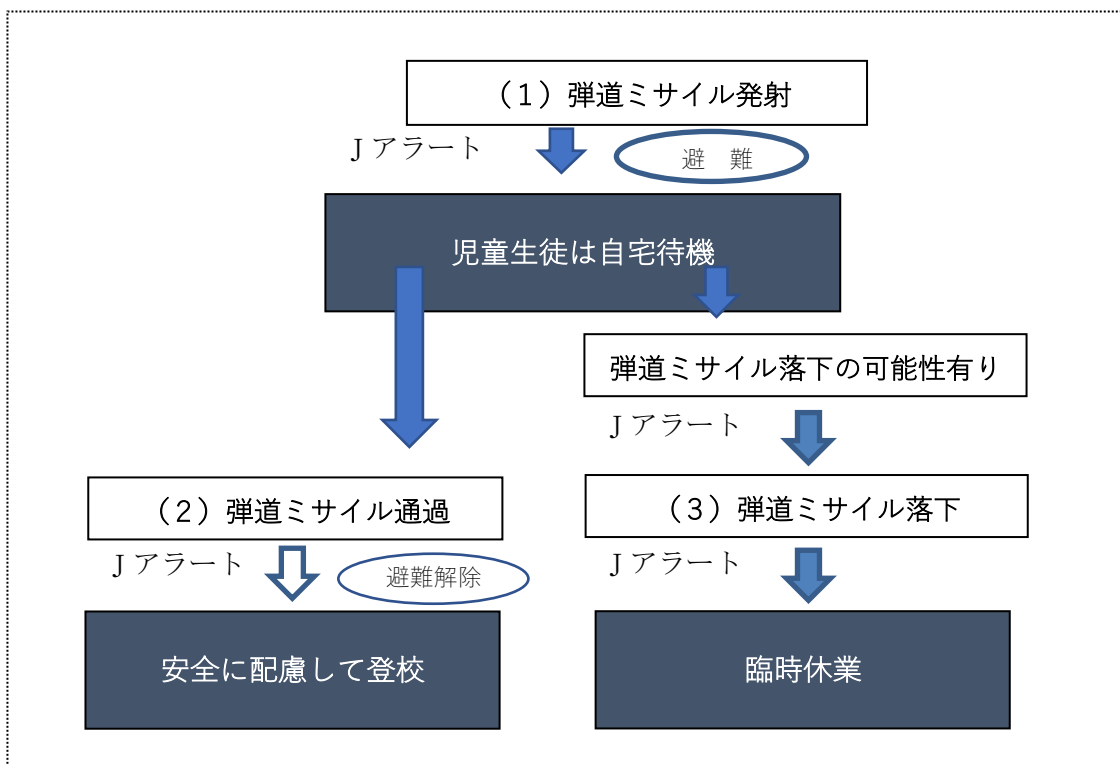 （１）弾道ミサイル発射
Jアラート
避　難
児童生徒は自宅待機
弾道ミサイル落下の可能性有り
Jアラート
（２）弾道ミサイル通過
（３）弾道ミサイル落下
Jアラート
避難解除
Jアラート
安全に配慮して登校
臨時休業